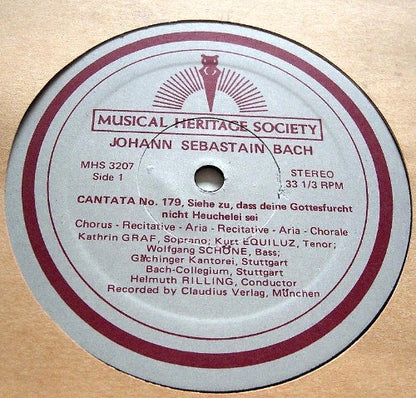 MUSICAL HERITAGE SOCIETY
JOHANN SEBASTAIN BACH
MHS 3207
Side 1
STEREO
33 1/3 RPM
CANTATA No. 179, Siehe zu, dass deine Gottesfurcht
nicht Heuchelei sei
Chorus - Recitative - Aria - Recitative - Aria - Chorale
Kathrin GRAF, Soprano; Kurt EQUILUZ, Tenor;
Wolfgang SCHÖNE, Bass;
Gächinger Kantorei, Stuttgart
Bach-Collegium, Stuttgart
Helmuth RILLING, Conductor
Recorded by Claudius Verlag, München